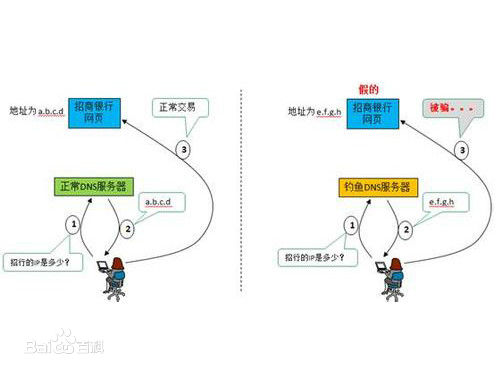 地址为a.b.c.d
招商银行
网页
正常交易
3
正常DNS服务器
a.b.c.d
1
2
招行的IP是多少？
假的
地址为e.f.g.h
招商银行
网页
被骗。。。
3
钓鱼DNS服务器
e.f.g.h
1
2
招行的IP是多少？
Baidu百科